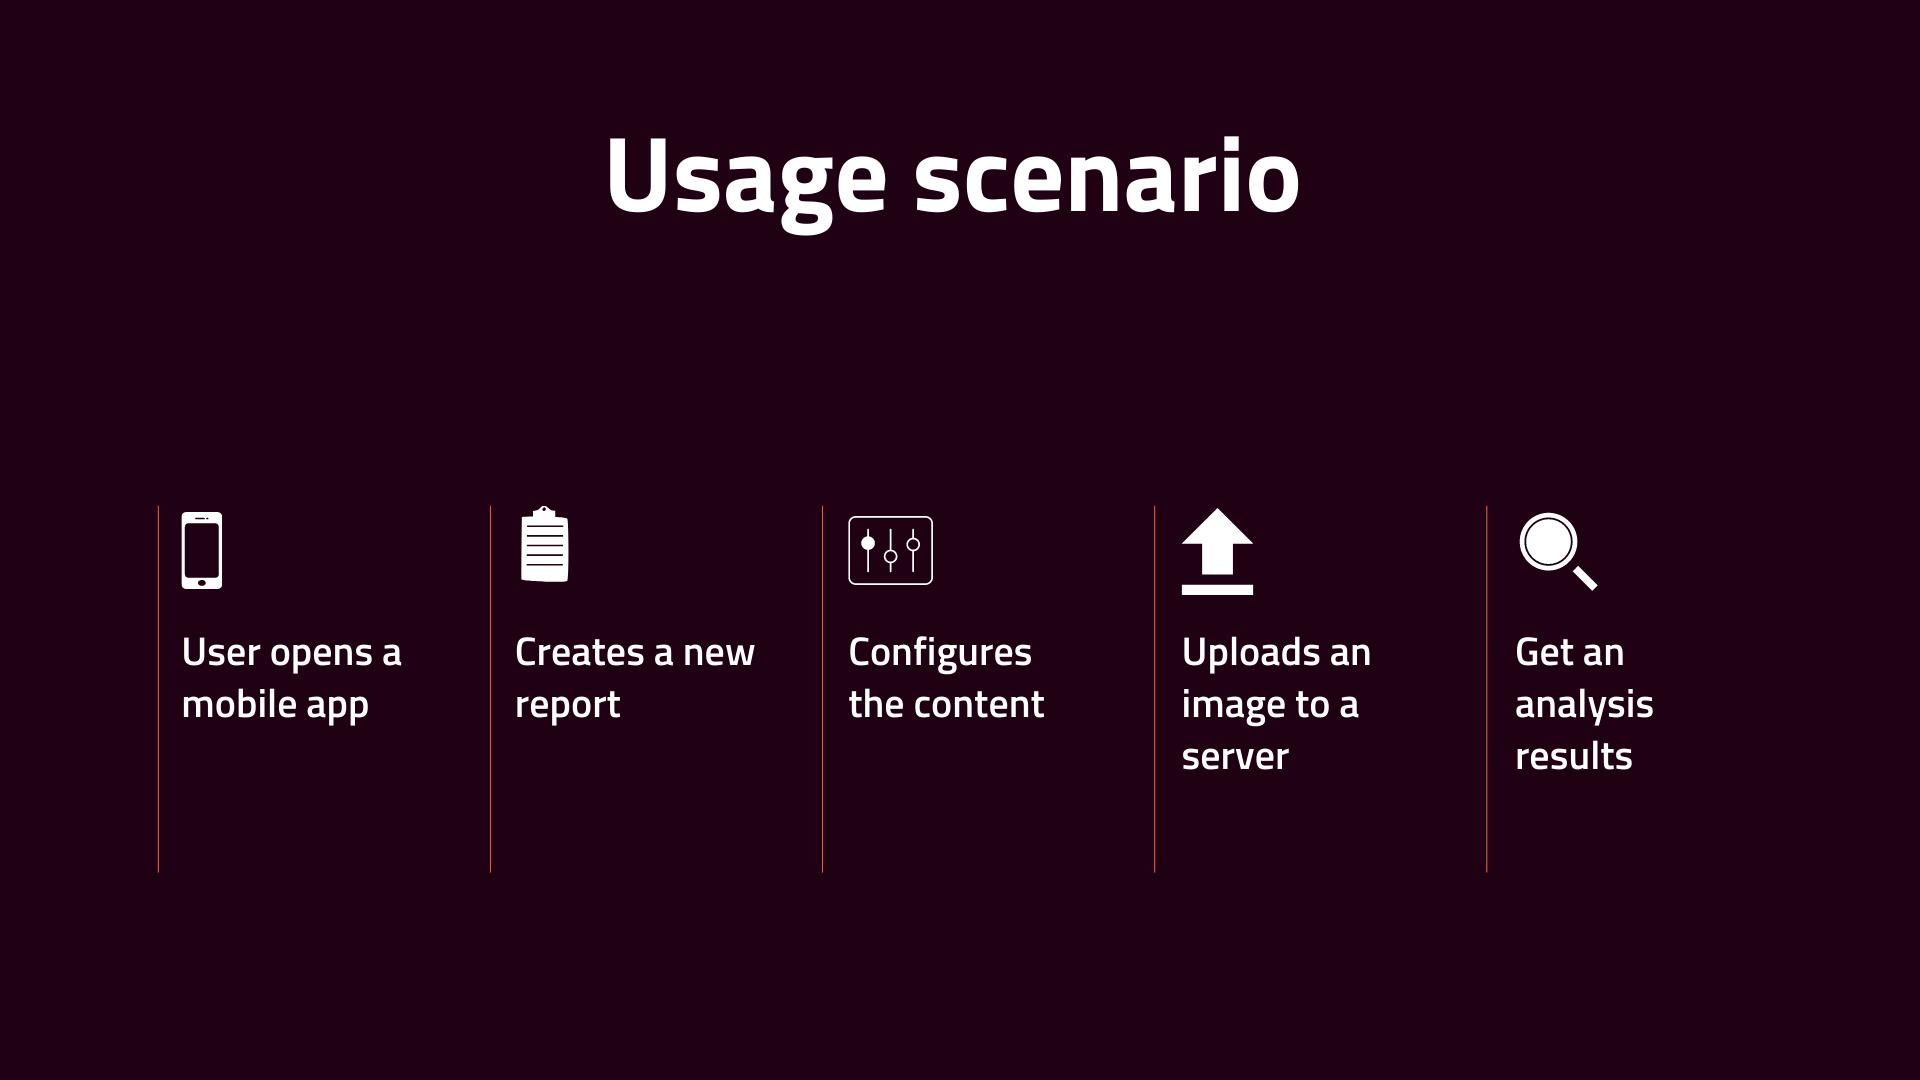 Usage scenario
User opens a
mobile app
Creates a new
report
Configures
the content
Uploads an
image to a
server
Get an
analysis
results